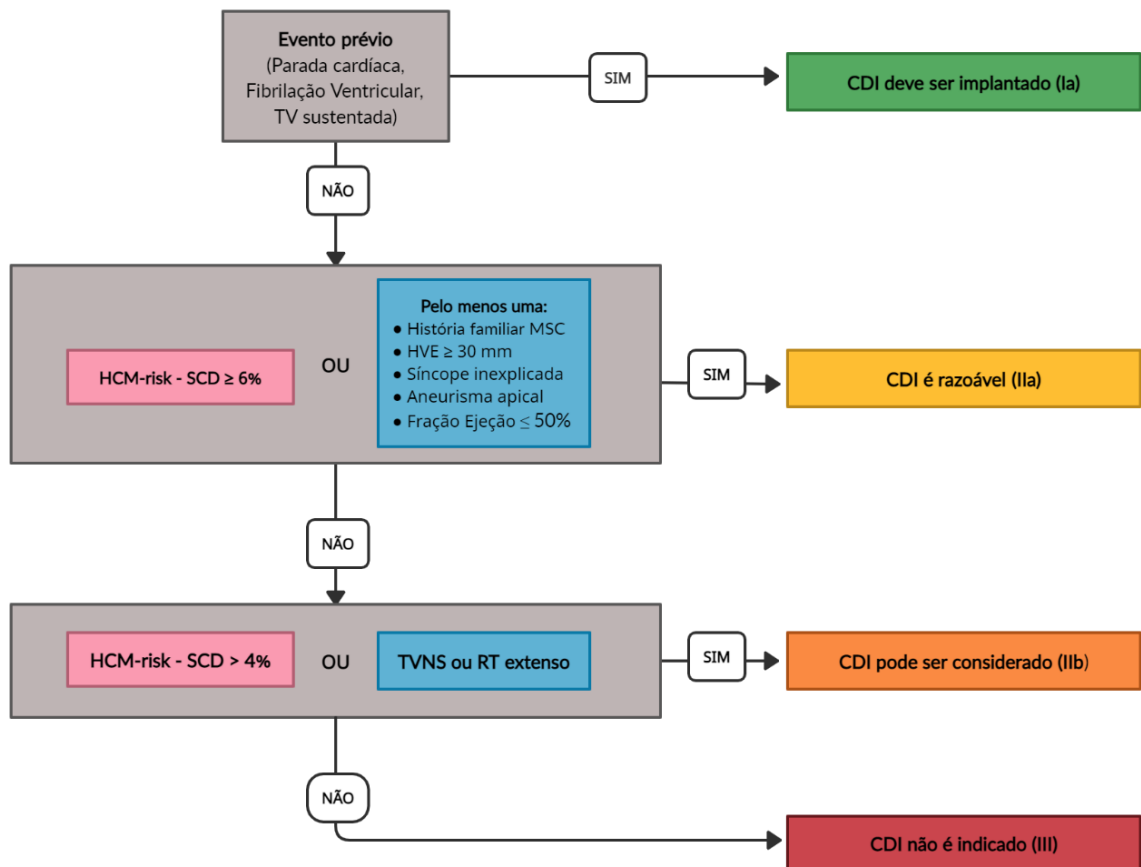 Evento prévio
(Parada cardíaca,
Fibrilação Ventricular,
TV sustentada)
SIM
CDI deve ser implantado (Ia)
NÃO
HCM-risk - SCD ≥ 6%
OU
Pelo menos uma:
● História familiar MSC
● HVE ≥ 30 mm
● Síncope inexplicada
● Aneurisma apical
● Fração Ejeção ≤ 50%
SIM
CDI é razoável (IIa)
NÃO
HCM-risk - SCD > 4%
OU
TVNS ou RT extenso
SIM
CDI pode ser considerado (IIb)
NÃO
CDI não é indicado (III)